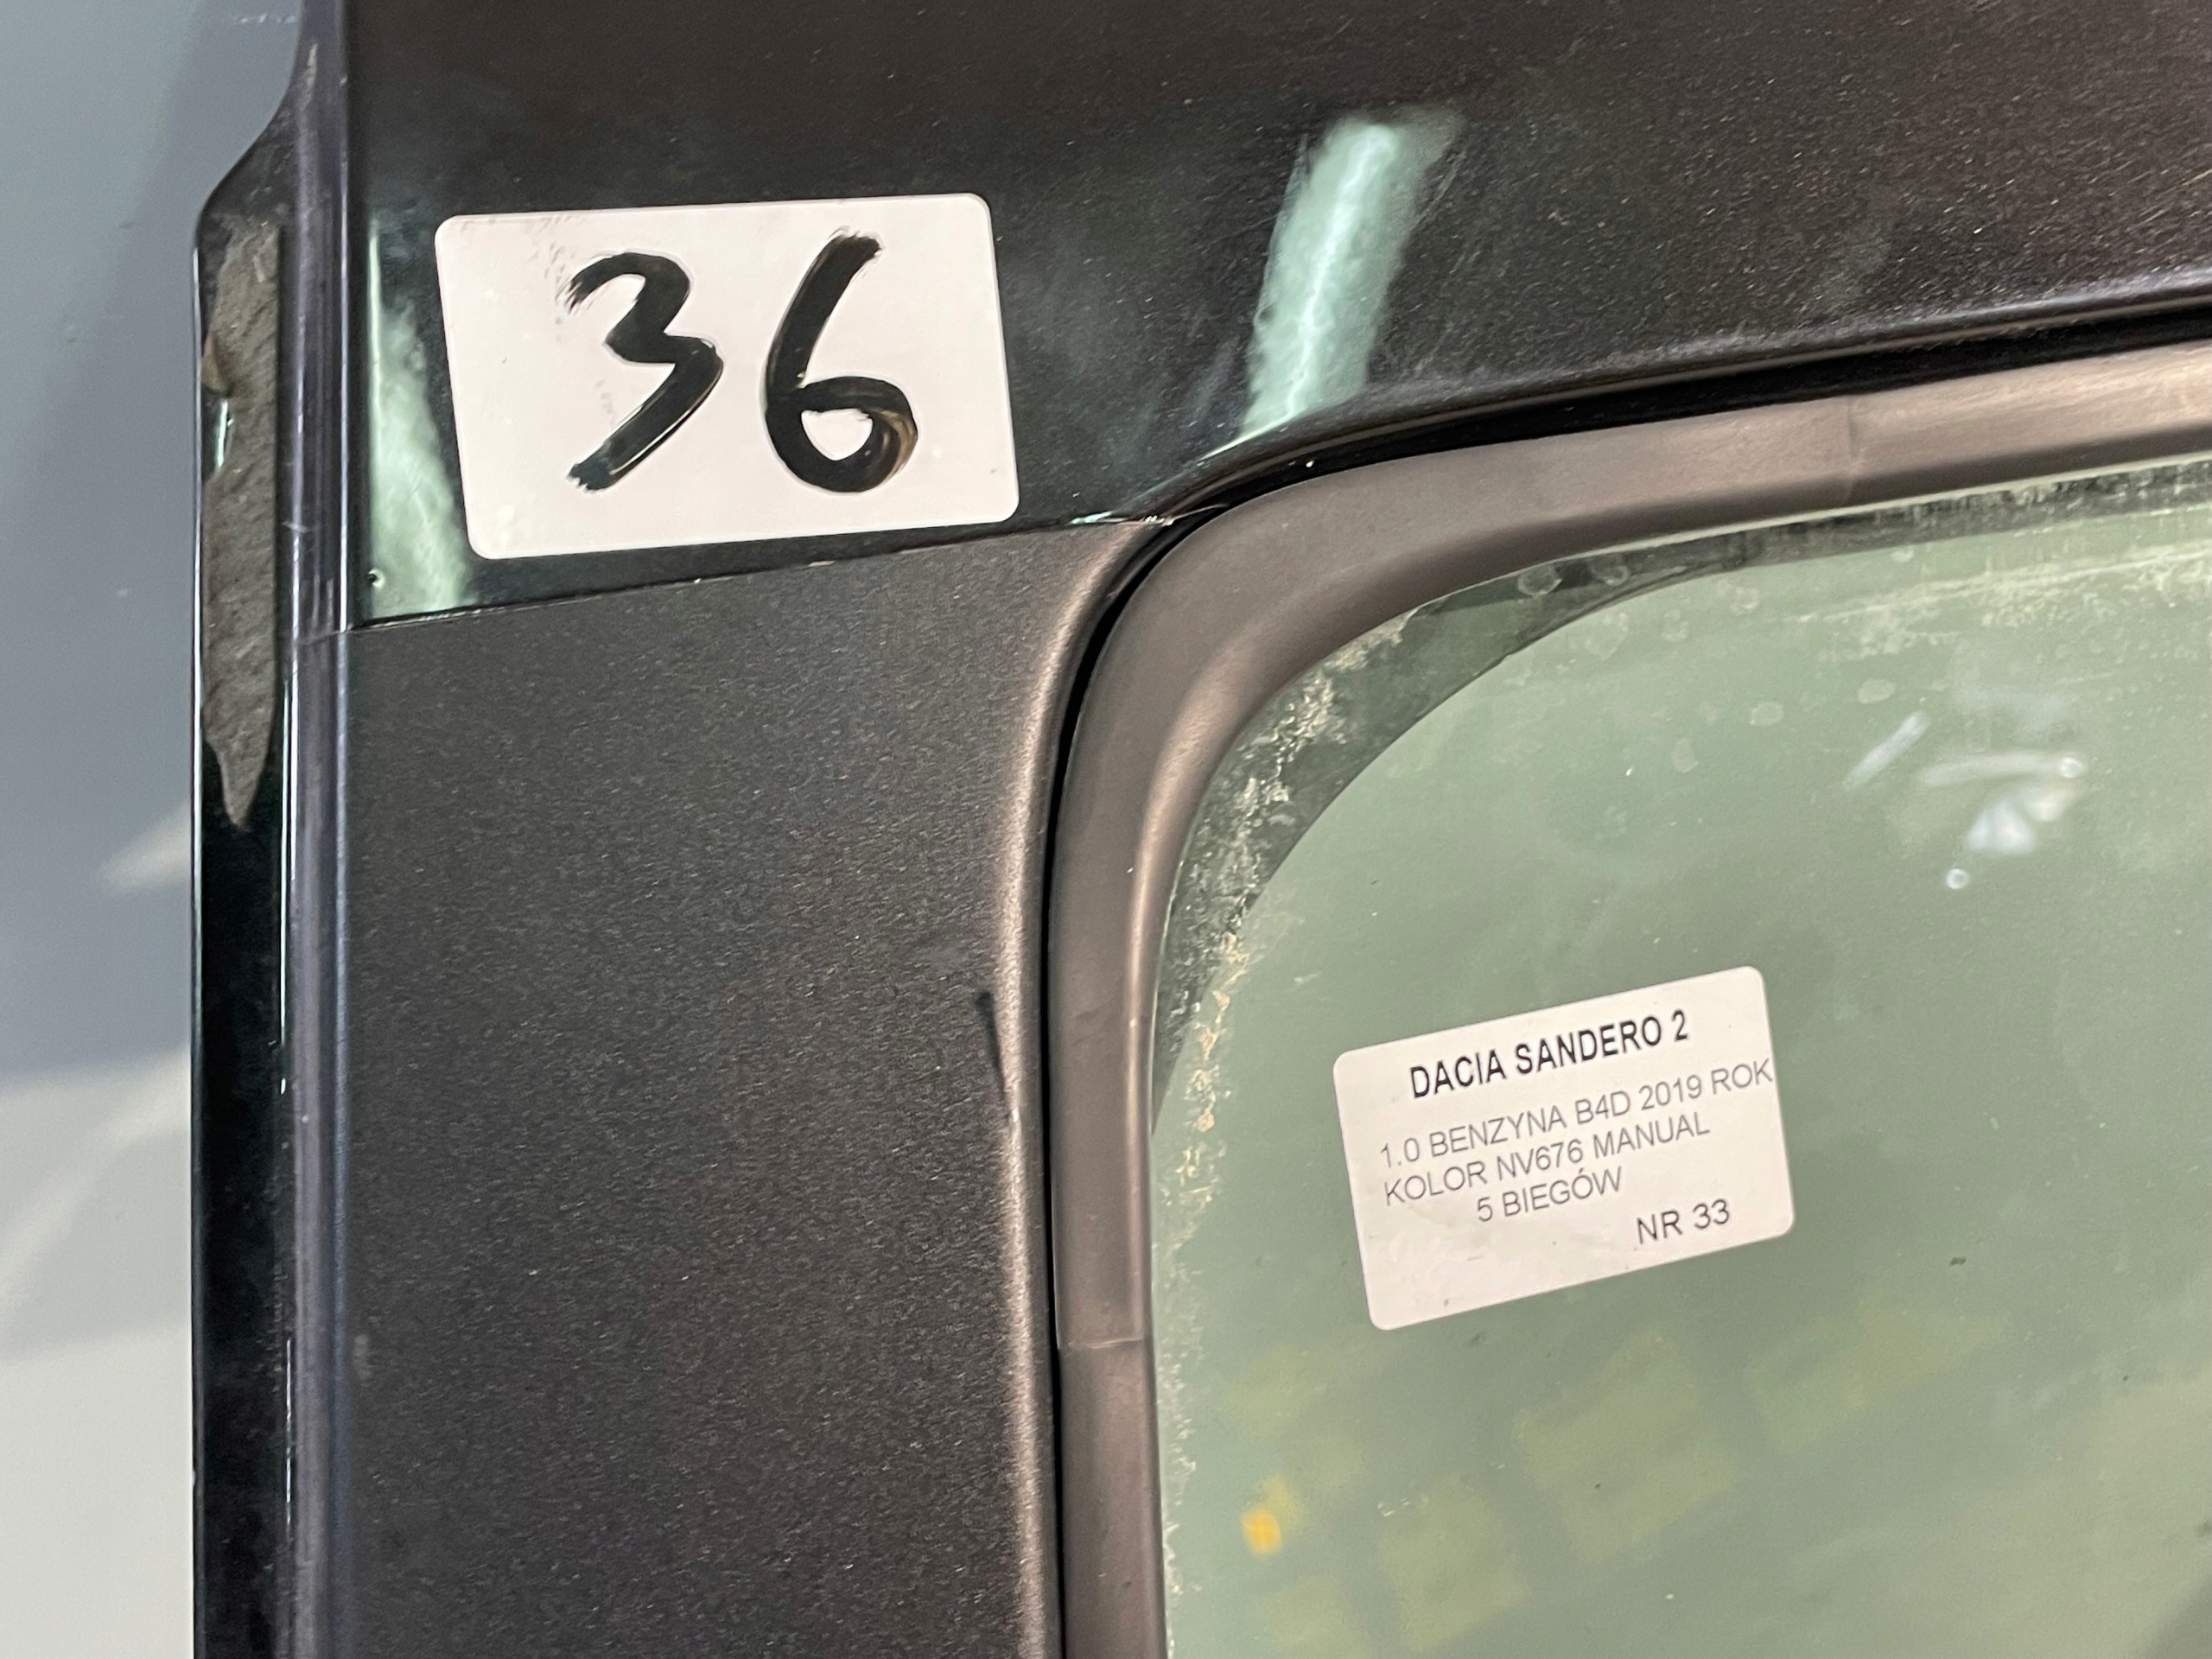 36
DACIA SANDERO 2
1.0 BENZYNA B4D 2019 ROK
KOLOR NV676 MANUAL
5 BIEGÓW
NR 33